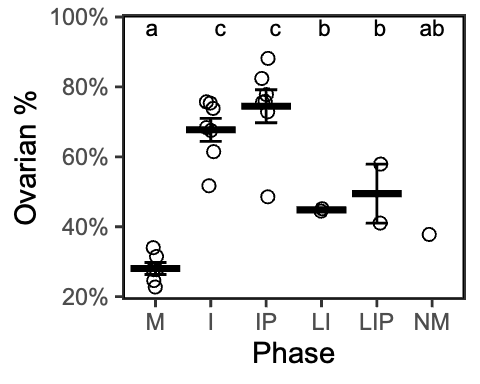 100%
a c c b b ab
80%
Ovarian %
60%
40%
20%
M I IP LI LIP NM
Phase